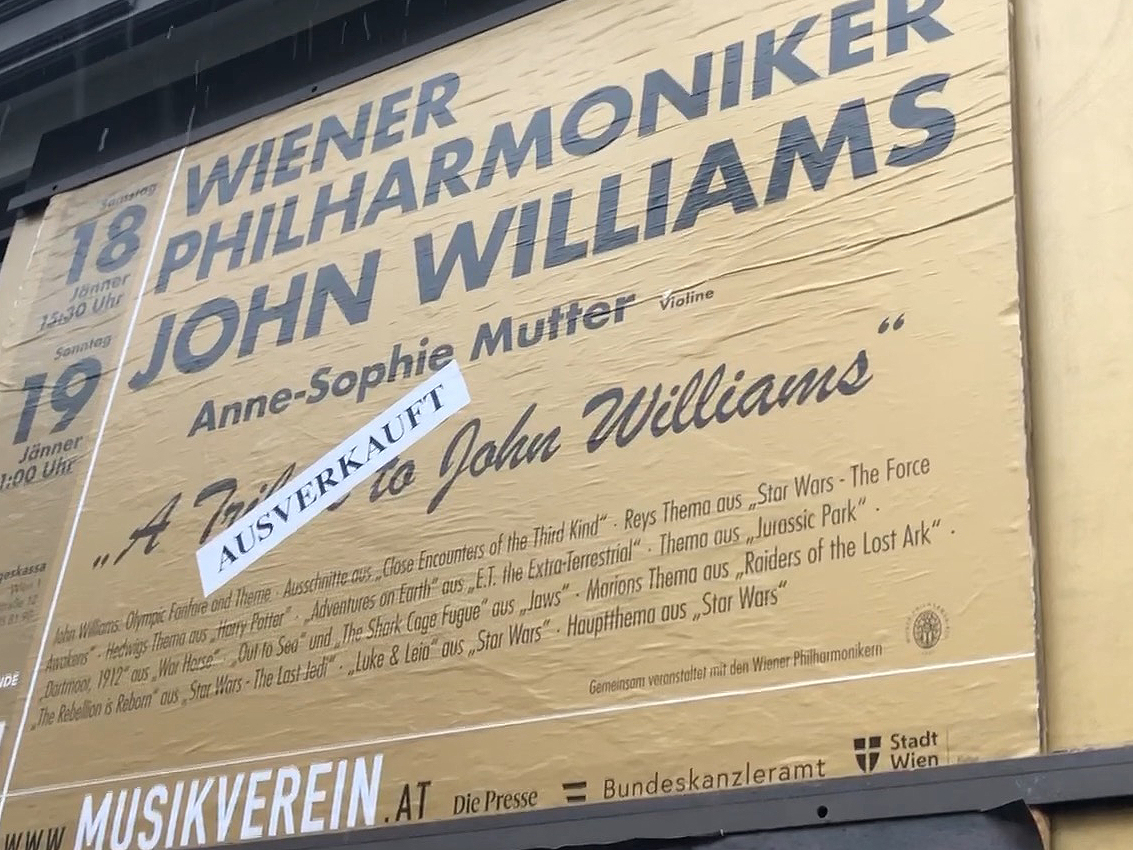 Samstag
18
Jänner
15:30 Uhr
Sonntag
19
Jänner
1:00 Uhr
WIENER
PHILHARMONIKER
JOHN WILLIAMS
Anne-Sophie Mutter Violine
„A to John Williams“
AUSVERKAUFT
John Williams: Olympic Fanfare and Theme · Ausschnitte aus „Close Encounters of the Third Kind“ · Reys Thema aus „Star Wars - The Force
Awakens“ · Hedwigs Thema aus „Harry Potter“ · „Adventures on Earth“ aus „E.T. the Extra-Terrestrial“ · Thema aus „Jurassic Park“ ·
„Dartmoor, 1912“ aus „War Horse“ · „Out to Sea“ und „The Shark Cage Fugue“ aus „Jaws“ · Marions Thema aus „Raiders of the Lost Ark“ ·
„The Rebellion is Reborn“ aus „Star Wars - The Last Jedi“ · „Luke & Leia“ aus „Star Wars“ · Hauptthema aus „Star Wars“
Gemeinsam veranstaltet mit den Wiener Philharmonikern
geskassa
Wien 1
WWW MUSIKVEREIN.AT
Die Presse
Bundeskanzleramt
Stadt
Wien